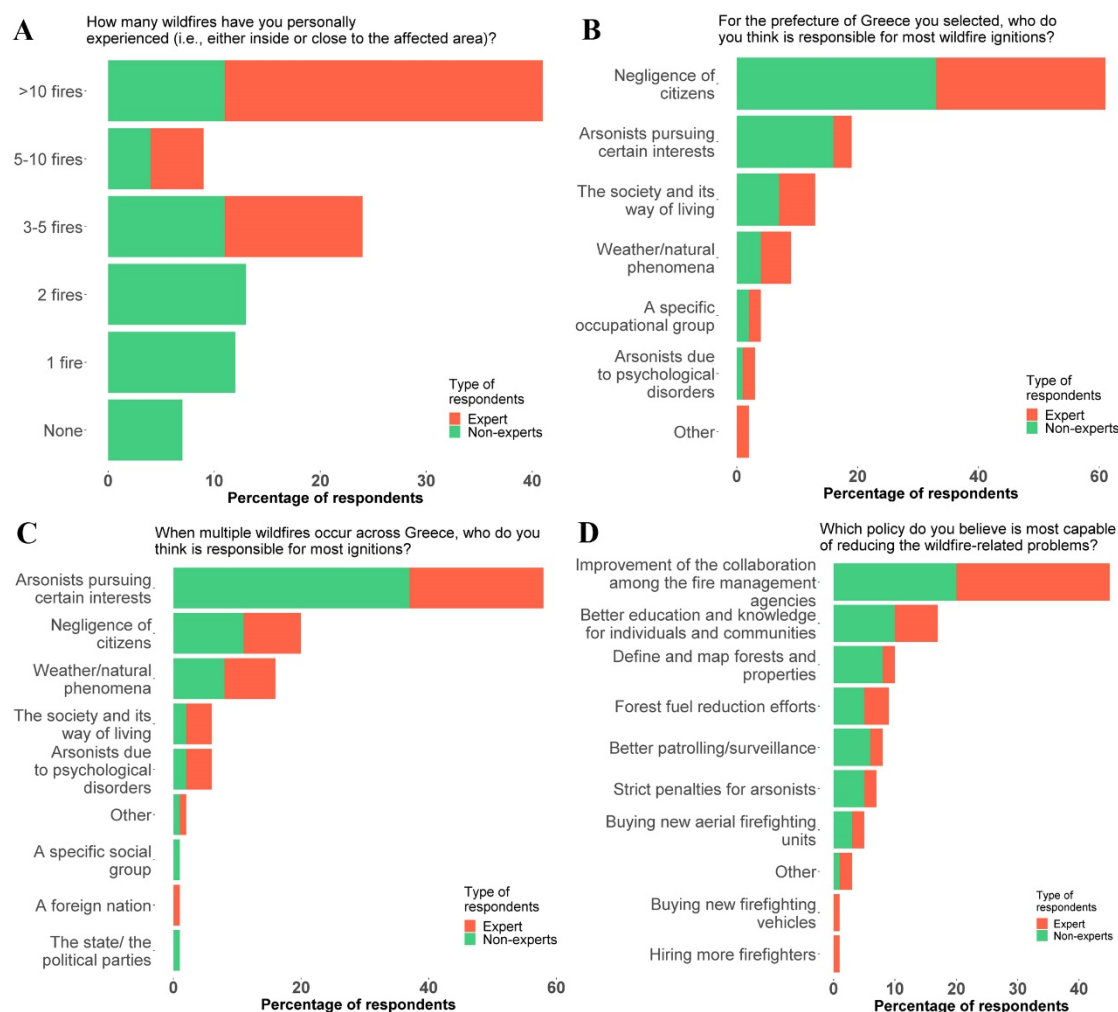 A
How many wildfires have you personally
experienced (i.e., either inside or close to the affected area)?
>10 fires
5-10 fires
3-5 fires
2 fires
1 fire
None
Type of
respondents
Expert
Non-experts
0 10 20 30 40
Percentage of respondents
B
For the prefecture of Greece you selected, who do
you think is responsible for most wildfire ignitions?
Negligence of
citizens
Arsonists pursuing
certain interests
The society and its
way of living
Weather/natural
phenomena
A specific
occupational group
Arsonists due
to psychological
disorders
Other
Type of
respondents
Expert
Non-experts
0 20 40 60
Percentage of respondents
C
When multiple wildfires occur across Greece, who do you
think is responsible for most ignitions?
Arsonists pursuing
certain interests
Negligence of
citizens
Weather/natural
phenomena
The society and its
way of living
Arsonists due
to psychological
disorders
Other
A specific social
group
A foreign nation
The state/ the
political parties
Type of
respondents
Expert
Non-experts
0 20 40 60
Percentage of respondents
D
Which policy do you believe is most capable
of reducing the wildfire-related problems?
Improvement of the collaboration
among the fire management
agencies
Better education and knowledge
for individuals and communities
Define and map forests and
properties
Forest fuel reduction efforts
Better patrolling/surveillance
Strict penalties for arsonists
Buying new aerial firefighting
units
Other
Buying new firefighting
vehicles
Hiring more firefighters
Type of
respondents
Expert
Non-experts
0 10 20 30 40
Percentage of respondents